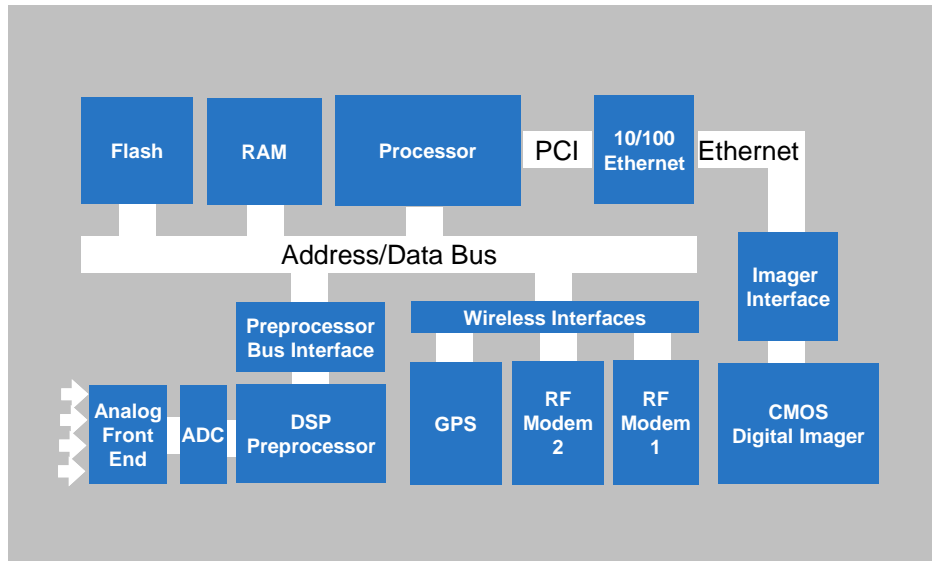 Flash
RAM
Processor
PCI
10/100
Ethernet
Ethernet
Address/Data Bus
Imager
Interface
Preprocessor
Bus Interface
Wireless Interfaces
Analog
Front
End
ADC
DSP
Preprocessor
GPS
RF
Modem
2
RF
Modem
1
CMOS
Digital Imager